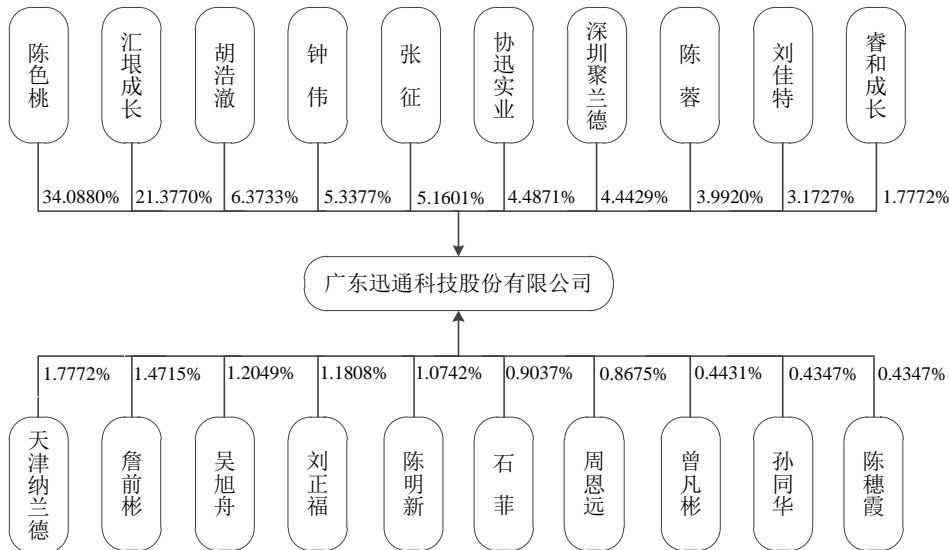 陈色桃
汇垠成长
胡浩澈
钟伟
张征
协迅实业
深圳聚兰德
陈蓉
刘佳特
睿和成长
34.0880%
21.3770%
6.3733%
5.3377%
5.1601%
4.4871%
4.4429%
3.9920%
3.1727%
1.7772%
广东迅通科技股份有限公司
1.7772%
1.4715%
1.2049%
1.1808%
1.0742%
0.9037%
0.8675%
0.4431%
0.4347%
0.4347%
天津纳兰德
詹前彬
吴旭舟
刘正福
陈明新
石菲
周恩远
曾凡彬
孙同华
陈穗霞